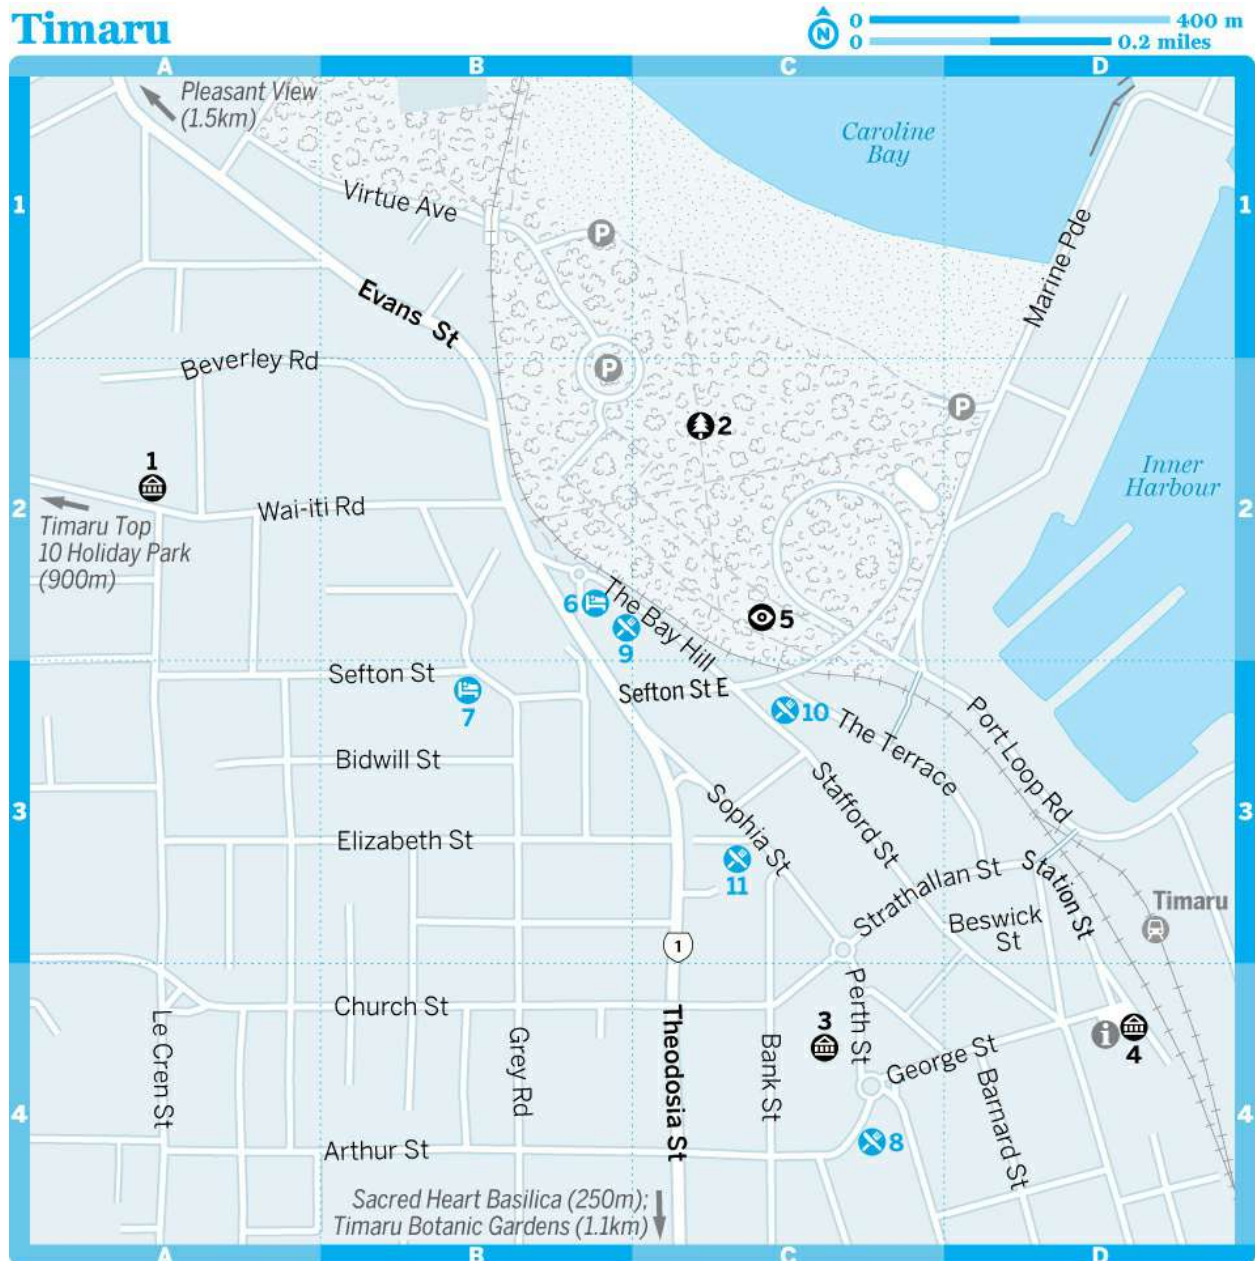 Timaru
N
0 400 m
0 0.2 miles
A B C D
Pleasant View
(1.5km)
Caroline
Bay
1 1
Virtue Ave
P
Marine Pde
Evans St
Beverley Rd
P
P
2
1
Inner
Harbour
2 2
Wai-iti Rd
Timaru Top
10 Holiday Park
(900m)
6
The Bay Hill
5
9
Sefton St
Sefton St E
7
10
The Terrace
Port Loop Rd
Bidwill St
Stafford St
Sophia St
3 3
Elizabeth St
11
Strathallan St
Station St
Timaru
Beswick
St
1
Church St
Le Cren St
Grey Rd
Theodosia St
Bank St
3
Perth St
George St
i
4
Barnard St
4 4
Arthur St
8
Sacred Heart Basilica (250m);
Timaru Botanic Gardens (1.1km)
A B C D